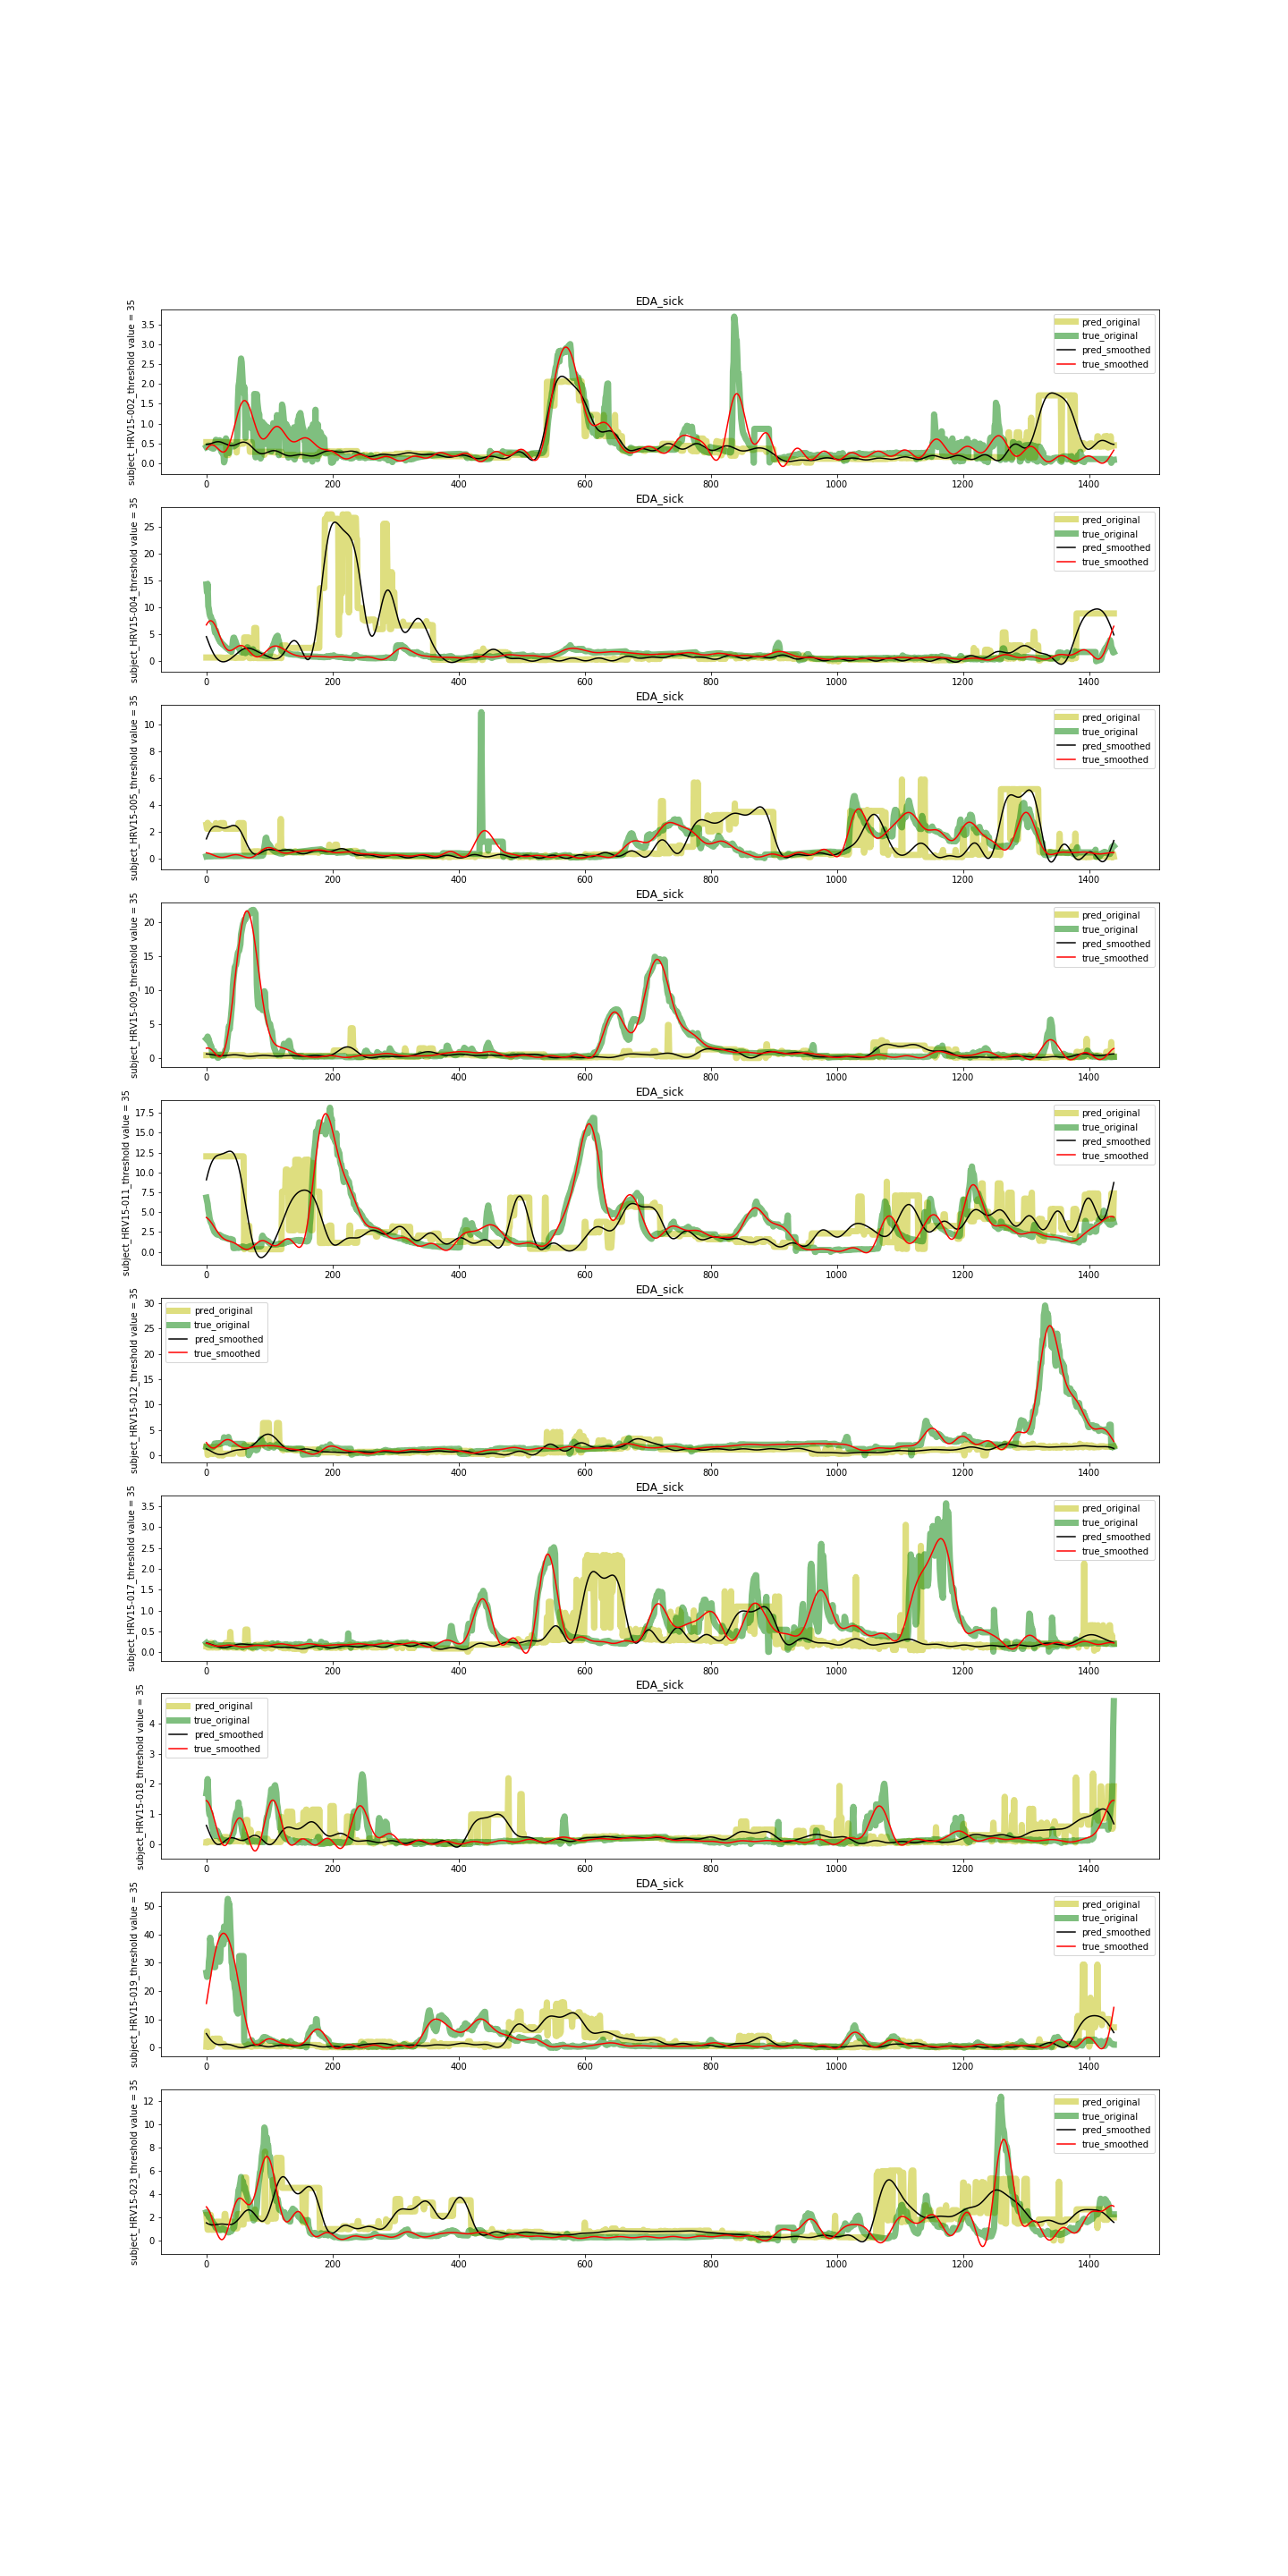 EDA_sick
subject_HRV15-002_threshold value = 35
3.5
3.0
2.5
2.0
1.5
1.0
0.5
0.0
pred_original
true_original
pred_smoothed
true_smoothed
0 200 400 600 800 1000 1200 1400
EDA_sick
subject_HRV15-004_threshold value = 35
25
20
15
10
5
0
pred_original
true_original
pred_smoothed
true_smoothed
0 200 400 600 800 1000 1200 1400
EDA_sick
subject_HRV15-005_threshold value = 35
10
8
6
4
2
0
pred_original
true_original
pred_smoothed
true_smoothed
0 200 400 600 800 1000 1200 1400
EDA_sick
subject_HRV15-009_threshold value = 35
20
15
10
5
0
pred_original
true_original
pred_smoothed
true_smoothed
0 200 400 600 800 1000 1200 1400
EDA_sick
subject_HRV15-011_threshold value = 35
17.5
15.0
12.5
10.0
7.5
5.0
2.5
0.0
pred_original
true_original
pred_smoothed
true_smoothed
0 200 400 600 800 1000 1200 1400
EDA_sick
subject_HRV15-012_threshold value = 35
30
25
20
15
10
5
0
pred_original
true_original
pred_smoothed
true_smoothed
0 200 400 600 800 1000 1200 1400
EDA_sick
subject_HRV15-017_threshold value = 35
3.5
3.0
2.5
2.0
1.5
1.0
0.5
0.0
pred_original
true_original
pred_smoothed
true_smoothed
0 200 400 600 800 1000 1200 1400
EDA_sick
subject_HRV15-018_threshold value = 35
4
3
2
1
0
pred_original
true_original
pred_smoothed
true_smoothed
0 200 400 600 800 1000 1200 1400
EDA_sick
subject_HRV15-019_threshold value = 35
50
40
30
20
10
0
pred_original
true_original
pred_smoothed
true_smoothed
0 200 400 600 800 1000 1200 1400
EDA_sick
subject_HRV15-023_threshold value = 35
12
10
8
6
4
2
0
pred_original
true_original
pred_smoothed
true_smoothed
0 200 400 600 800 1000 1200 1400